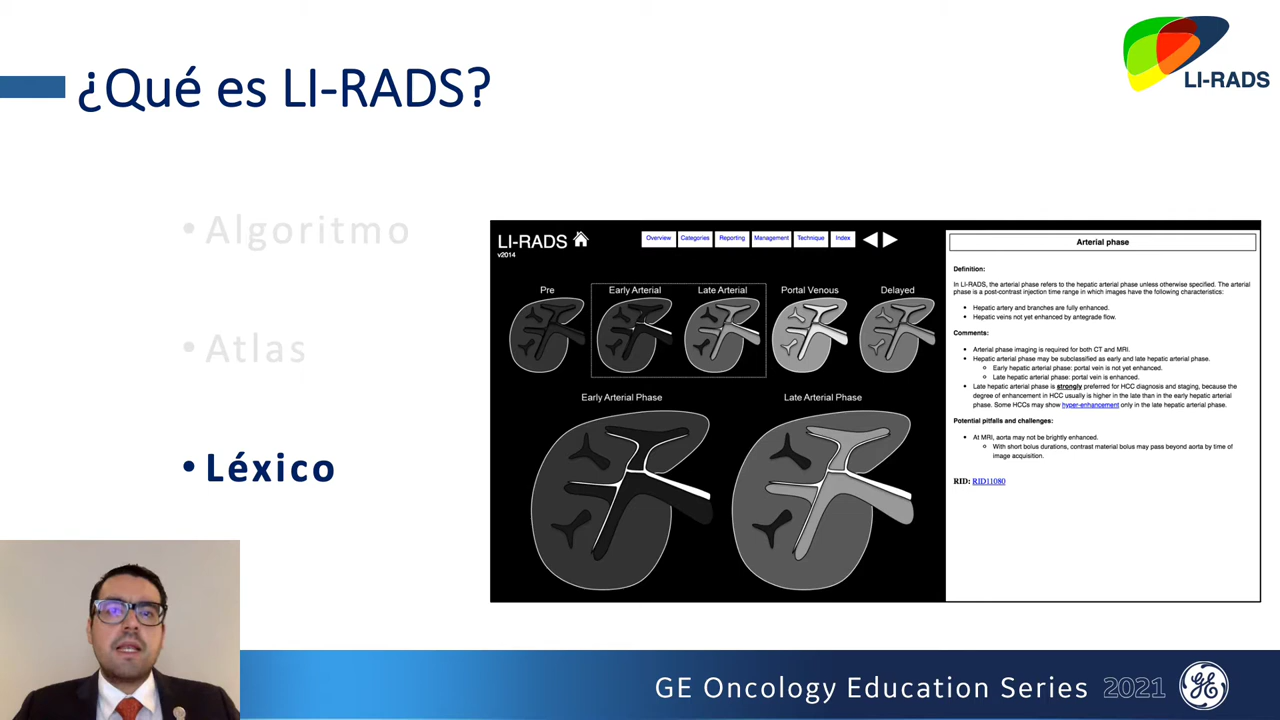 ¿Qué es LI-RADS?
LI-RADS
• Algoritmo
• Atlas
• Léxico
LI-RADS
v2014
Overview Categories Reporting Management Technique Index
Pre Early Arterial Late Arterial Portal Venous Delayed
Early Arterial Phase Late Arterial Phase
Arterial phase
Definition:
In LI-RADS, the arterial phase refers to the hepatic arterial phase unless otherwise specified. The arterial
phase is a post-contrast injection time range in which images have the following characteristics:
• Hepatic artery and branches are fully enhanced.
• Hepatic veins not yet enhanced by antegrade flow.
Comments:
• Arterial phase imaging is required for both CT and MRI.
• Hepatic arterial phase may be subclassified as early and late hepatic arterial phase.
○ Early hepatic arterial phase: portal vein is not yet enhanced.
○ Late hepatic arterial phase: portal vein is enhanced.
• Late hepatic arterial phase is strongly preferred for HCC diagnosis and staging, because the
degree of enhancement in HCC usually is higher in the late than in the early hepatic arterial
phase. Some HCCs may show hyper-enhancement only in the late hepatic arterial phase.
Potential pitfalls and challenges:
• At MRI, aorta may not be brightly enhanced.
○ With short bolus durations, contrast material bolus may pass beyond aorta by time of
image acquisition.
RID: RID11080
GE Oncology Education Series 2021